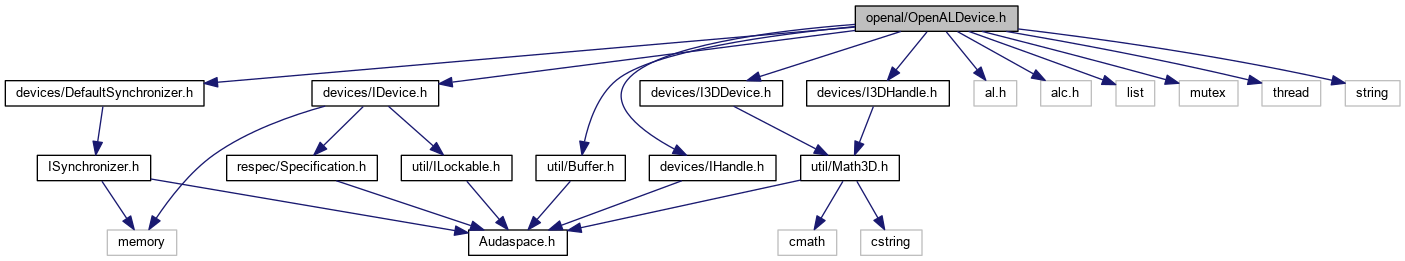 openal/OpenALDevice.h
devices/DefaultSynchronizer.h
devices/IDevice.h
devices/I3DDevice.h
devices/I3DHandle.h
al.h
alc.h
list
mutex
thread
string
ISynchronizer.h
respec/Specification.h
util/ILockable.h
util/Buffer.h
devices/IHandle.h
util/Math3D.h
memory
Audaspace.h
cmath
cstring